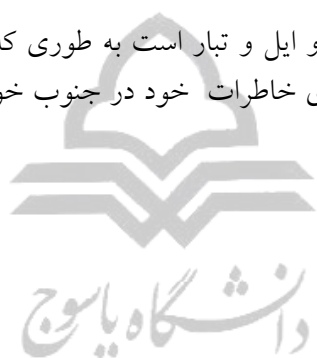 و ایل و تبار است به طوری که
ی خاطرات خود در جنوب خو
دانشگاه یاسوج